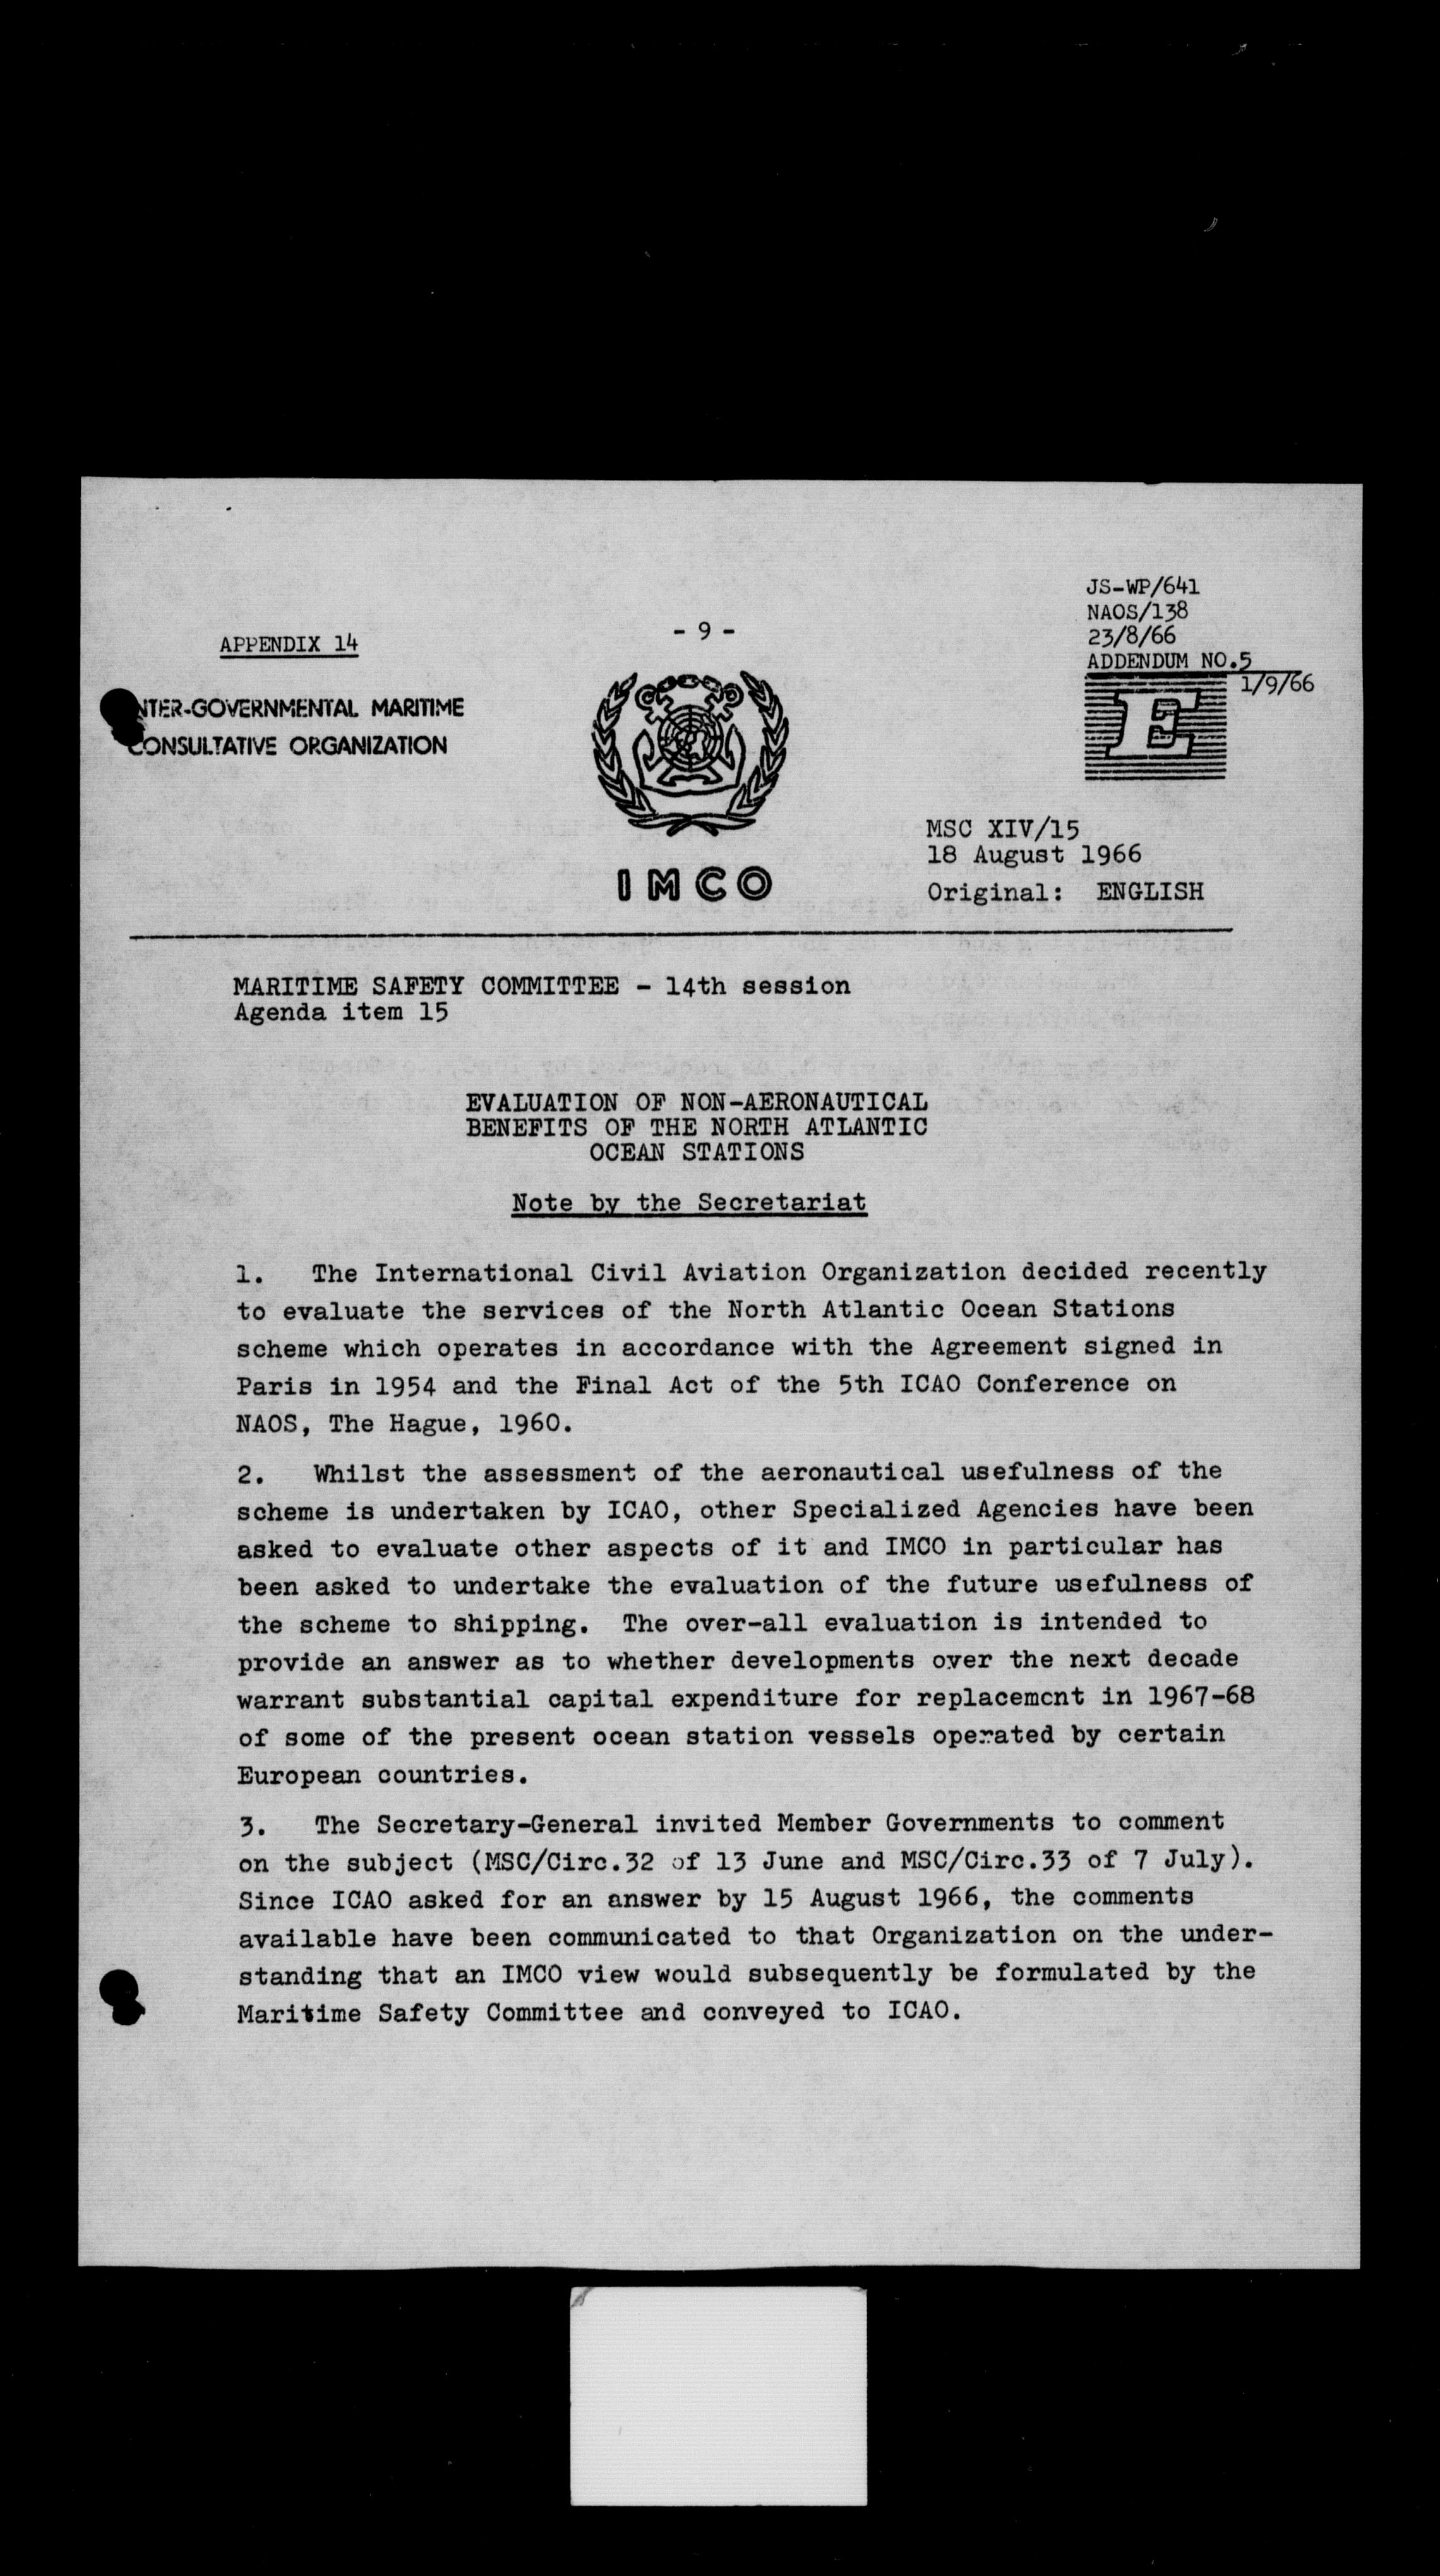 JS-WP/641
NAOS/138
23/8/66
ADDENDUM NO.5
1/9/66
APPENDIX 14
- 9 -
INTER-GOVERNMENTAL MARITIME
CONSULTATIVE ORGANIZATION
E
IMCO
MSC XIV/15
18 August 1966
Original: ENGLISH
MARITIME SAFETY COMMITTEE - 14th session
Agenda item 15
EVALUATION OF NON-AERONAUTICAL
BENEFITS OF THE NORTH ATLANTIC
OCEAN STATIONS
Note by the Secretariat
1. The International Civil Aviation Organization decided recently
to evaluate the services of the North Atlantic Ocean Stations
scheme which operates in accordance with the Agreement signed in
Paris in 1954 and the Final Act of the 5th ICAO Conference on
NAOS, The Hague, 1960.
2. Whilst the assessment of the aeronautical usefulness of the
scheme is undertaken by ICAO, other Specialized Agencies have been
asked to evaluate other aspects of it and IMCO in particular has
been asked to undertake the evaluation of the future usefulness of
the scheme to shipping. The over-all evaluation is intended to
provide an answer as to whether developments over the next decade
warrant substantial capital expenditure for replacement in 1967-68
of some of the present ocean station vessels operated by certain
European countries.
3. The Secretary-General invited Member Governments to comment
on the subject (MSC/Circ.32 of 13 June and MSC/Circ.33 of 7 July).
Since ICAO asked for an answer by 15 August 1966, the comments
available have been communicated to that Organization on the under-
standing that an IMCO view would subsequently be formulated by the
Maritime Safety Committee and conveyed to ICAO.